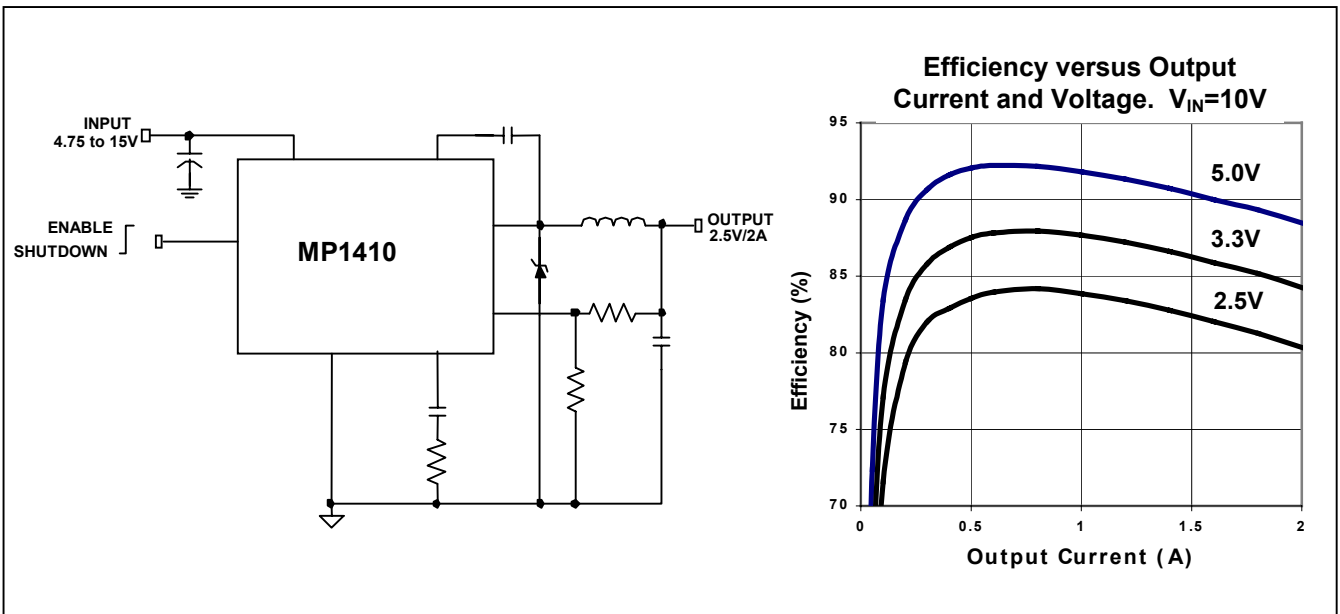 INPUT
4.75 to 15V
ENABLE
SHUTDOWN
MP1410
OUTPUT
2.5V/2A
Efficiency versus Output
Current and Voltage. VIN=10V
95
90
85
80
75
70
Efficiency (%)
5.0V
3.3V
2.5V
0
0.5
1
1.5
2
Output Current (A)